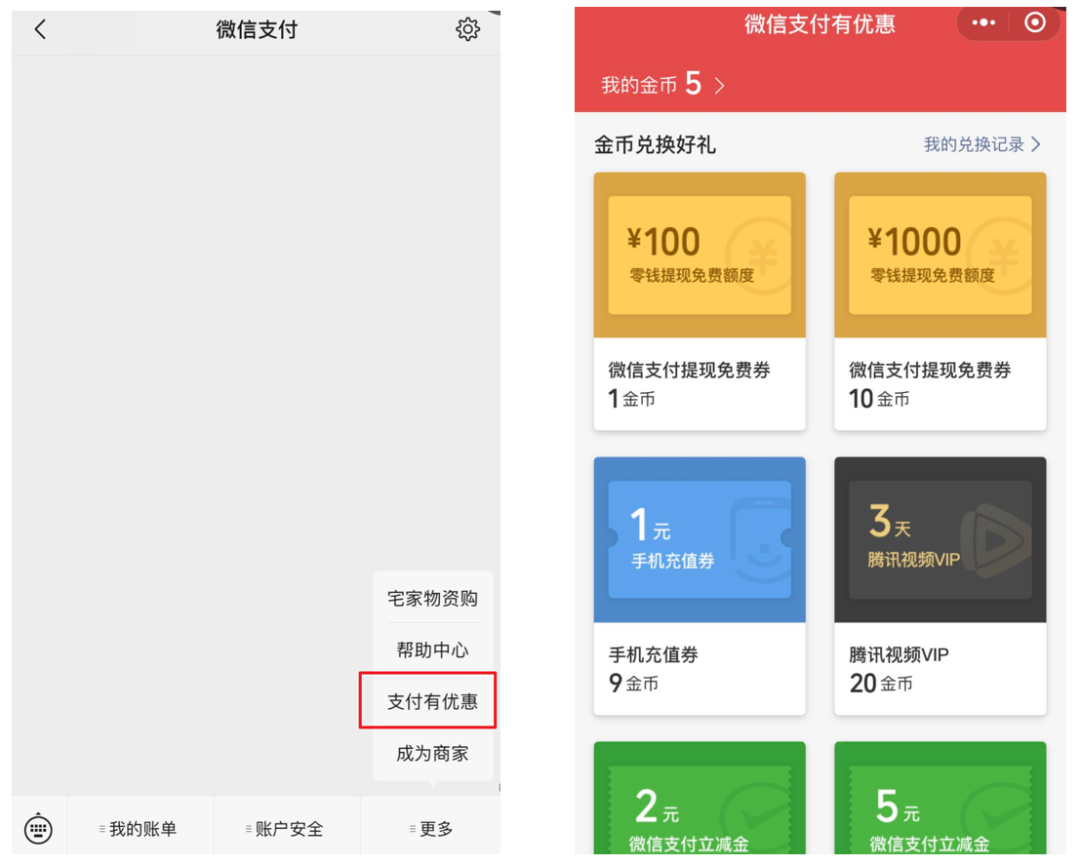 微信支付
宅家物资购
帮助中心
支付有优惠
成为商家
我的账单
账户安全
更多
微信支付有优惠
我的金币 5
金币兑换好礼
我的兑换记录
¥100
零钱提现免费额度
微信支付提现免费券
1金币
¥1000
零钱提现免费额度
微信支付提现免费券
10金币
1元
手机充值券
手机充值券
9金币
3天
腾讯视频VIP
腾讯视频VIP
20金币
2元
微信支付立减金
5元
微信支付立减金